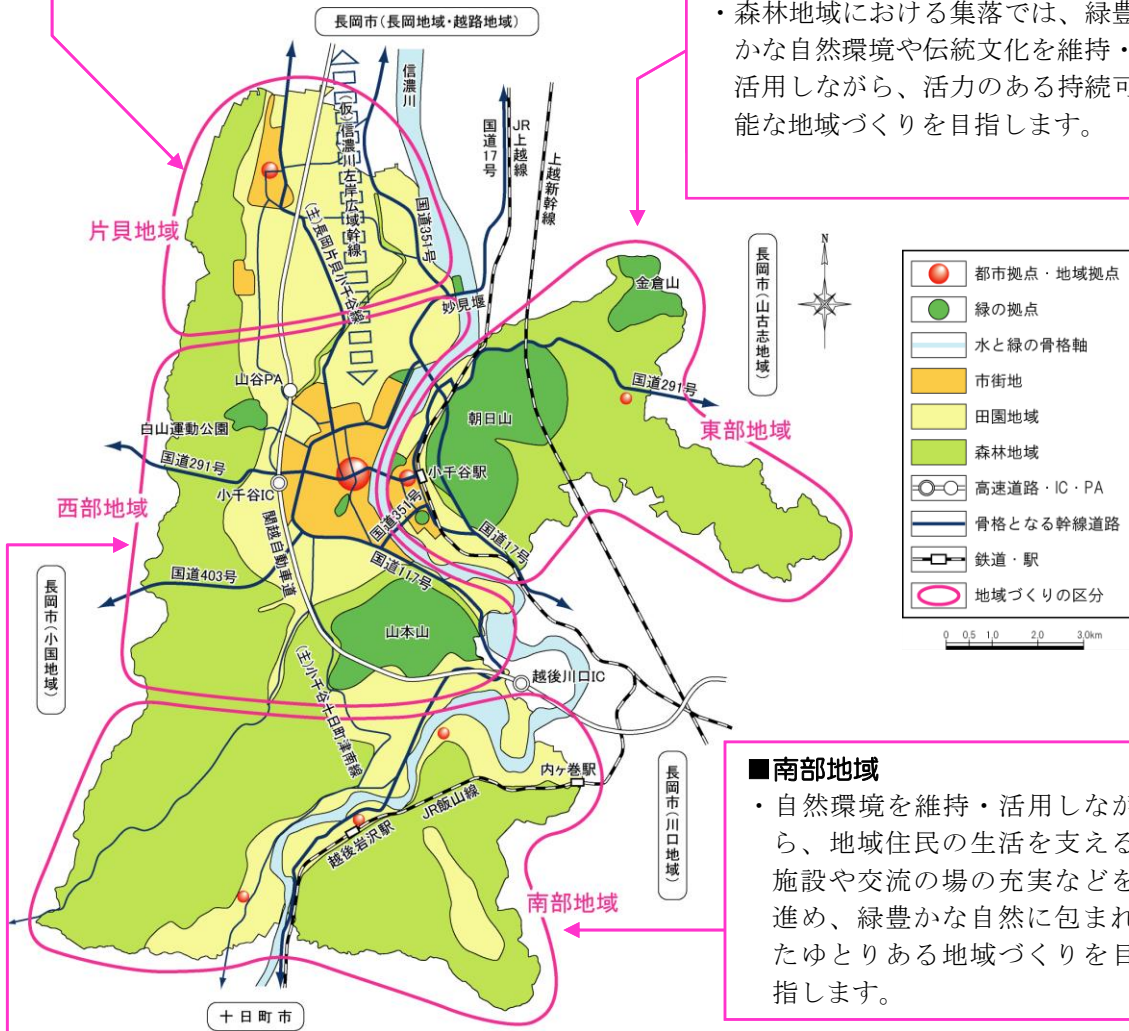 長岡市(長岡地域・越路地域)
・森林地域における集落では、緑豊
かな自然環境や伝統文化を維持・
活用しながら、活力のある持続可
能な地域づくりを目指します。
信濃川
国道17号
JR上越線
上越新幹線
(仮)信濃川左岸広域幹線
国道351号
(主)長岡片貝小千谷線
片貝地域
妙見堰
金倉山
長岡市(山古志地域)
N
山谷PA
国道291号
朝日山
東部地域
白山運動公園
国道291号
小千谷駅
小千谷IC
西部地域
国道351号
国道17号
関越自動車道
国道403号
国道117号
長岡市(小国地域)
山本山
越後川口IC
(主)小千谷十日町津南線
内ヶ巻駅
長岡市(川口地域)
JR飯山線
越後岩沢駅
南部地域
十日町市
都市拠点・地域拠点
緑の拠点
水と緑の骨格軸
市街地
田園地域
森林地域
高速道路・IC・PA
骨格となる幹線道路
鉄道・駅
地域づくりの区分
0 0.5 1.0 2.0 3.0km
■南部地域
・自然環境を維持・活用しなが
ら、地域住民の生活を支える
施設や交流の場の充実などを
進め、緑豊かな自然に包まれ
たゆとりある地域づくりを目
指します。